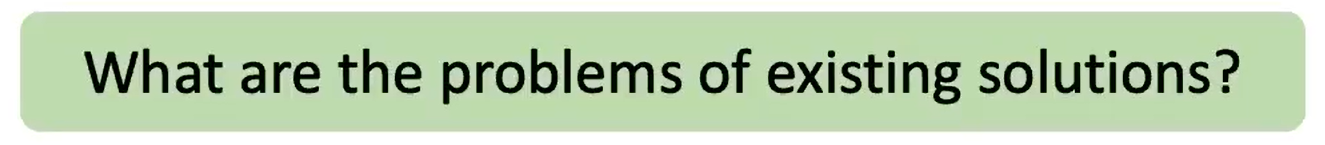 What are the problems of existing solutions?